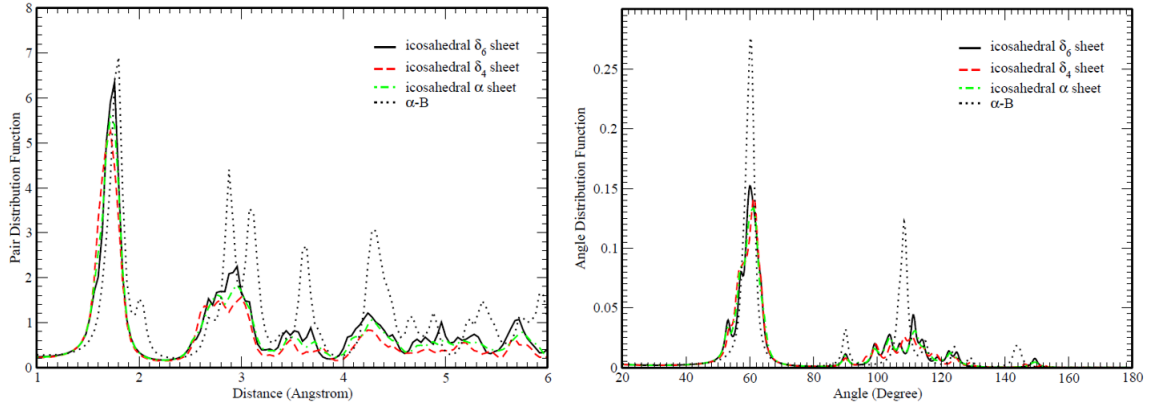 8
7
6
5
4
3
2
1
0
Pair Distribution Function
icosahedral δ6 sheet
icosahedral δ4 sheet
icosahedral α sheet
α-B
1 2 3 4 5 6
Distance (Angstrom)
0.25
0.2
0.15
0.1
0.05
0
Angle Distribution Function
icosahedral δ6 sheet
icosahedral δ4 sheet
icosahedral α sheet
α-B
20 40 60 80 100 120 140 160 180
Angle (Degree)